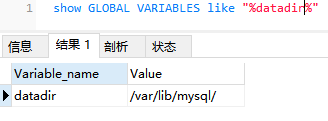 1 show GLOBAL VARIABLES like "%datadir%"
信息 结果 1 剖析 状态
Variable_name Value
datadir /var/lib/mysql/